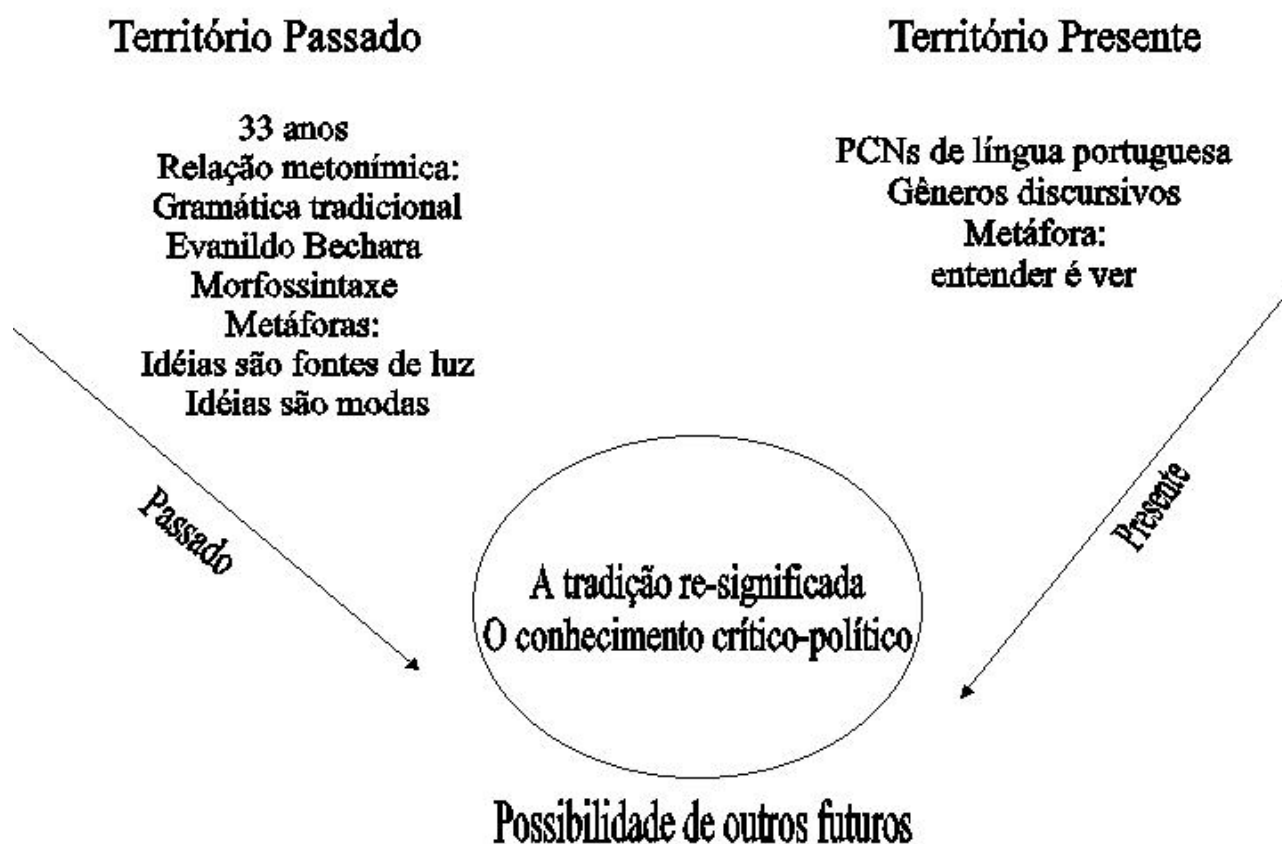 Território Passado
33 anos
Relação metonímica:
Gramática tradicional
Evanildo Bechara
Morfossintaxe
Metáforas:
Idéias são fontes de luz
Idéias são modas
Território Presente
PCNs de língua portuguesa
Gêneros discursivos
Metáfora:
entender é ver
Passado
Presente
A tradição re-significada
O conhecimento crítico-político
Possibilidade de outros futuros